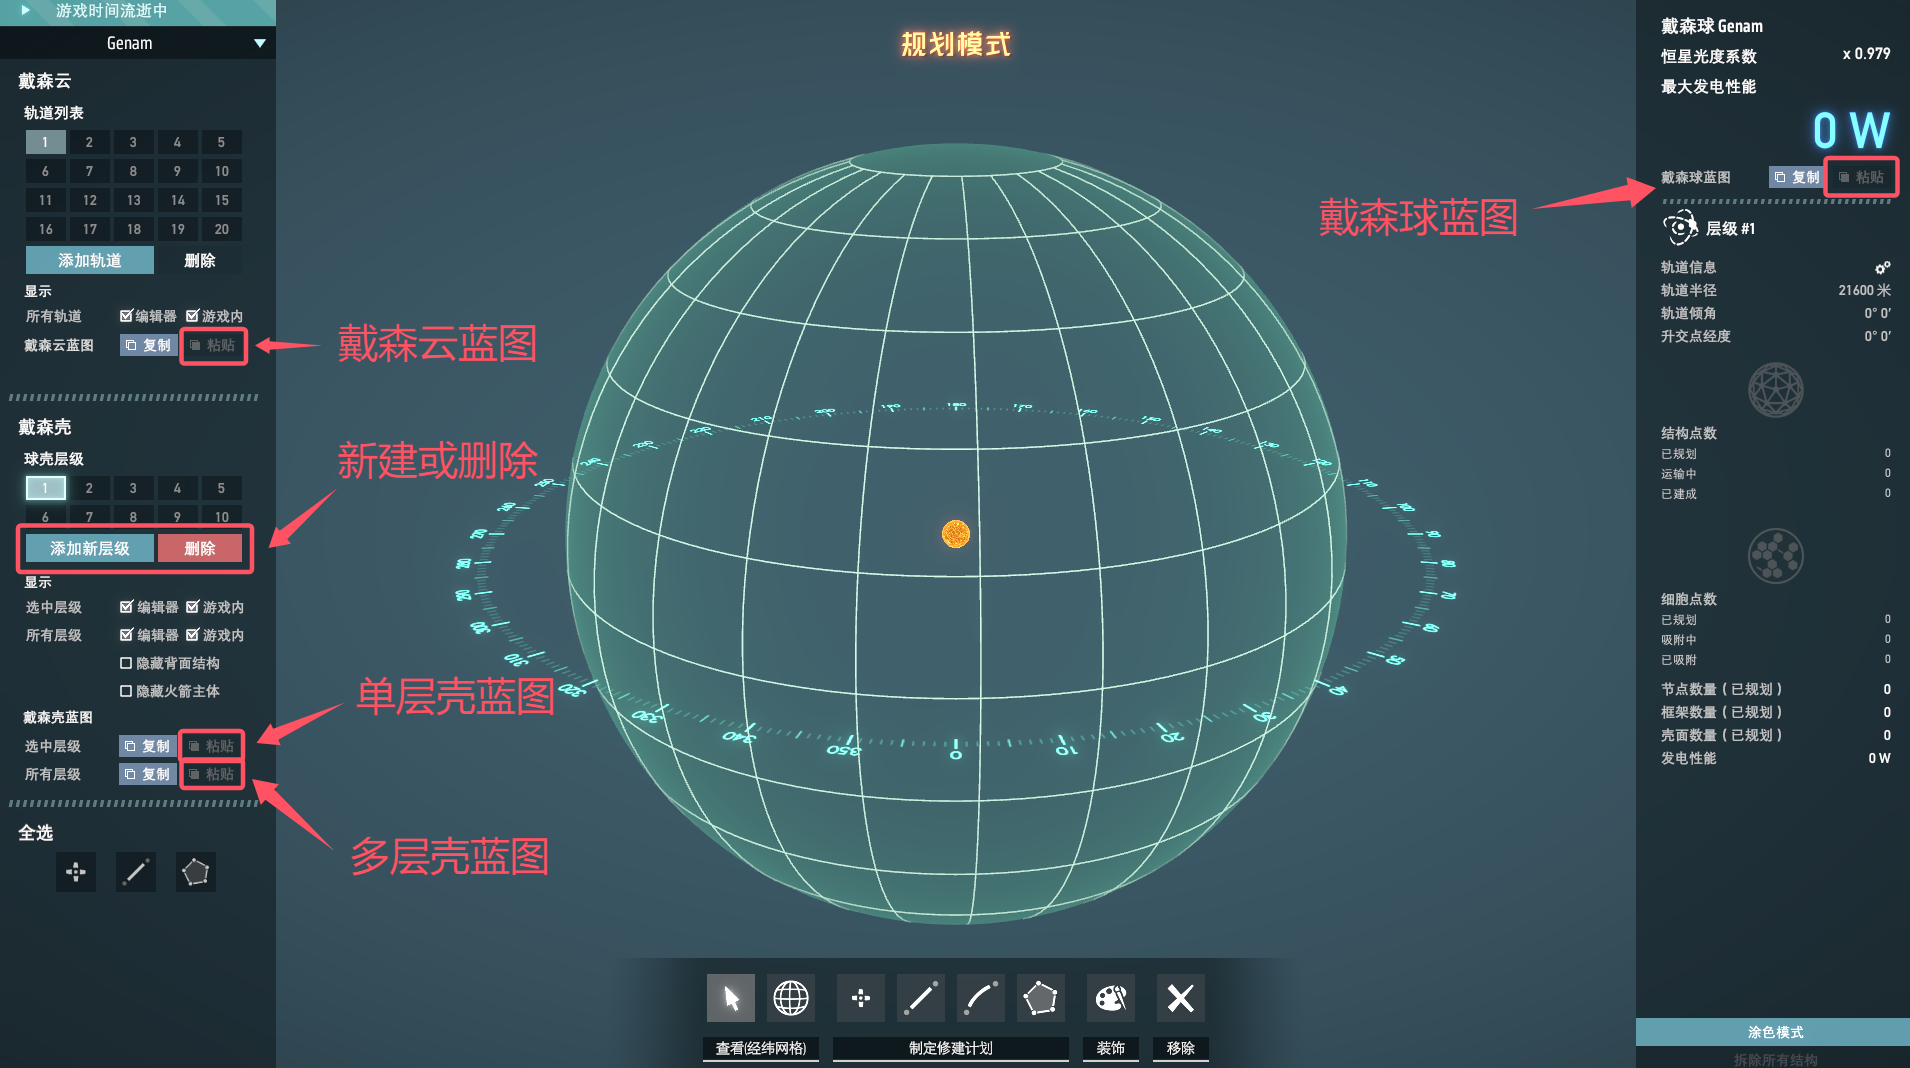 游戏时间流逝中
Genam
戴森云
轨道列表
1 2 3 4 5
6 7 8 9 10
11 12 13 14 15
16 17 18 19 20
添加轨道 删除
显示
所有轨道 编辑器 游戏内
戴森云蓝图 复制 粘贴
戴森壳
球壳层级
1 2 3 4 5
6 7 8 9 10
添加新层级 删除
显示
选中层级 编辑器 游戏内
所有层级 编辑器 游戏内
隐藏背面结构
隐藏火箭主体
戴森壳蓝图
选中层级 复制 粘贴
所有层级 复制 粘贴
全选
规划模式
戴森云蓝图
新建或删除
单层壳蓝图
多层壳蓝图
戴森球蓝图
210 200 190 180 170 160 150
310 320 330 340 350 0 10 20 30 40
查看(经纬网格) 制定修建计划 装饰 移除
戴森球 Genam
恒星光度系数 x 0.979
最大发电性能
0 W
戴森球蓝图 复制 粘贴
层级 #1
轨道信息
轨道半径 21600 米
轨道倾角 0° 0′
升交点经度 0° 0′
结构点数
已规划 0
运输中 0
已建成 0
细胞点数
已规划 0
吸附中 0
已吸附 0
节点数量 ( 已规划 ) 0
框架数量 ( 已规划 ) 0
壳面数量 ( 已规划 ) 0
发电性能 0 W
涂色模式
拆除所有结构